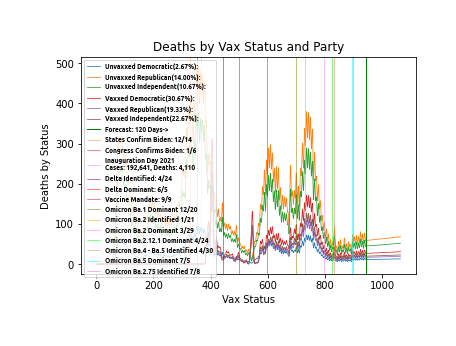 Deaths by Vax Status and Party
Deaths by Status
500
400
300
200
100
0
Unvaxxed Democratic(2.67%):
Unvaxxed Republican(14.00%):
Unvaxxed Independent(10.67%):
Vaxxed Democratic(30.67%):
Vaxxed Republican(19.33%):
Vaxxed Independent(22.67%):
Forecast: 120 Days->
States Confirm Biden: 12/14
Congress Confirms Biden: 1/6
Inauguration Day 2021
Cases: 192,641, Deaths: 4,110
Delta Identified: 4/24
Delta Dominant: 6/5
Vaccine Mandate: 9/9
Omicron Ba.1 Dominant 12/20
Omicron Ba.2 Identified 1/21
Omicron Ba.2 Dominant 3/29
Omicron Ba.2.12.1 Dominant 4/24
Omicron Ba.4 - Ba.5 Identified 4/30
Omicron Ba.5 Dominant 7/5
Omicron Ba.2.75 Identified 7/8
0 200 400 600 800 1000
Vax Status